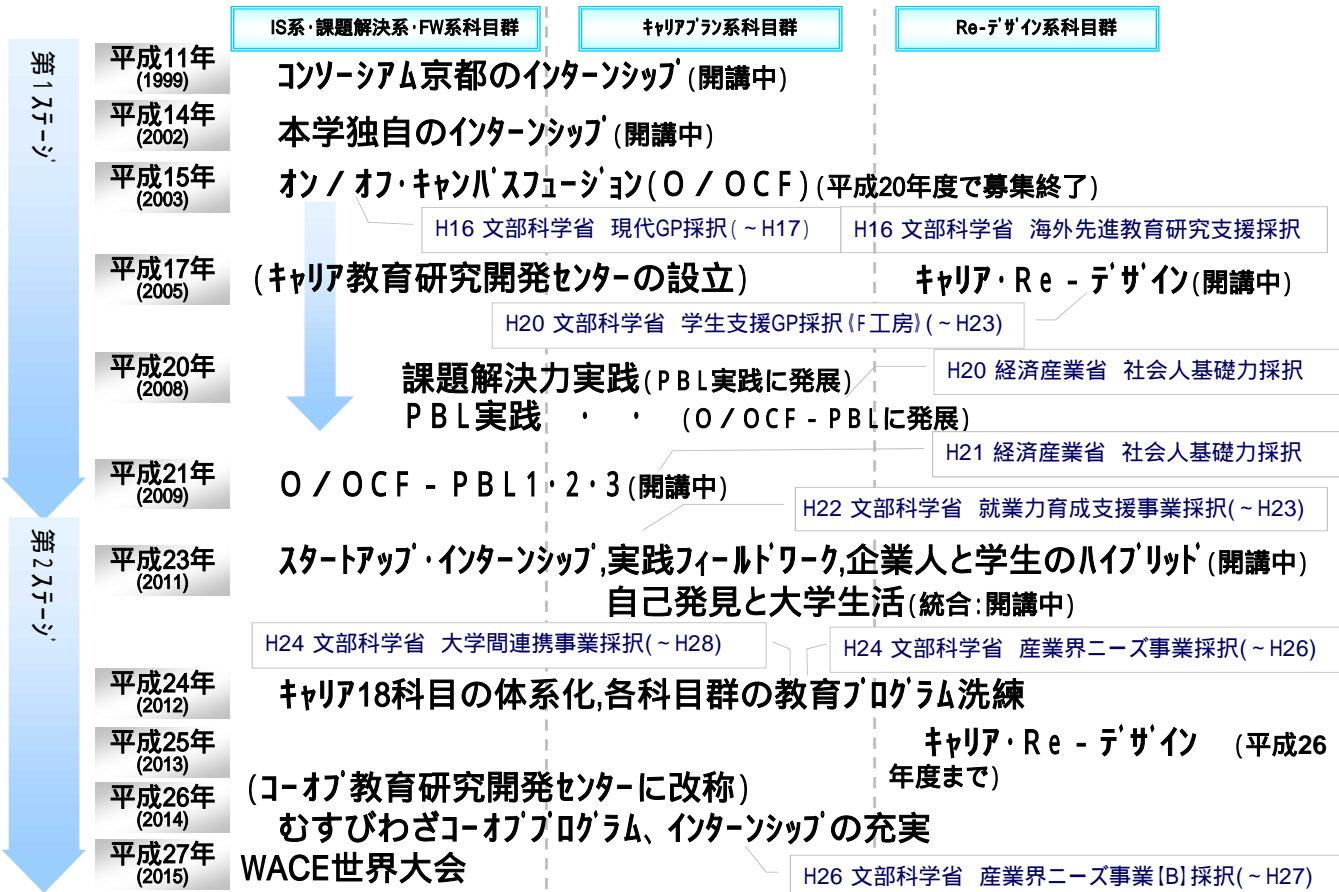 IS系･課題解決系･FW系科目群
ｷｬﾘｱﾌﾟﾗﾝ系科目群
Re-ﾃﾞｻﾞｲﾝ系科目群
第１ｽﾃｰｼﾞ
平成11年
(1999)
ｺﾝｿｰｼｱﾑ京都のｲﾝﾀｰﾝｼｯﾌﾟ(開講中)
平成14年
(2002)
本学独自のｲﾝﾀｰﾝｼｯﾌﾟ(開講中)
平成15年
(2003)
ｵﾝ／ｵﾌ･ｷｬﾝﾊﾟｽﾌｭｰｼﾞｮﾝ(Ｏ／ＯＣＦ)(平成20年度で募集終了)
H16 文部科学省 現代GP採択(~H17)
H16 文部科学省 海外先進教育研究支援採択
平成17年
(2005)
(ｷｬﾘｱ教育研究開発ｾﾝﾀｰの設立)
ｷｬﾘｱ･Ｒｅ－ﾃﾞｻﾞｲﾝ(開講中)
H20 文部科学省 学生支援GP採択《F工房》(~H23)
平成20年
(2008)
課題解決力実践(ＰＢＬ実践に発展)
H20 経済産業省 社会人基礎力採択
ＰＢＬ実践 ・ ・ (Ｏ／ＯＣＦ－ＰＢＬに発展)
H21 経済産業省 社会人基礎力採択
平成21年
(2009)
Ｏ／ＯＣＦ－ＰＢＬ１･２･３(開講中)
H22 文部科学省 就業力育成支援事業採択(~H23)
第２ｽﾃｰｼﾞ
平成23年
(2011)
ｽﾀｰﾄｱｯﾌﾟ･ｲﾝﾀｰﾝｼｯﾌﾟ,実践ﾌｨｰﾙﾄﾞﾜｰｸ,企業人と学生のﾊｲﾌﾞﾘｯﾄﾞ(開講中)
自己発見と大学生活(統合:開講中)
H24 文部科学省 大学間連携事業採択(~H28)
H24 文部科学省 産業界ニーズ事業採択(~H26)
平成24年
(2012)
ｷｬﾘｱ18科目の体系化,各科目群の教育ﾌﾟﾛｸﾞﾗﾑ洗練
平成25年
(2013)
ｷｬﾘｱ･Ｒｅ－ﾃﾞｻﾞｲﾝ (平成26
年度まで)
平成26年
(2014)
(ｺｰｵﾌﾟ教育研究開発ｾﾝﾀｰに改称)
むすびわざｺｰｵﾌﾟﾌﾟﾛｸﾞﾗﾑ、ｲﾝﾀｰﾝｼｯﾌﾟの充実
平成27年
(2015)
WACE世界大会
H26 文部科学省 産業界ニーズ事業【B】採択(~H27)